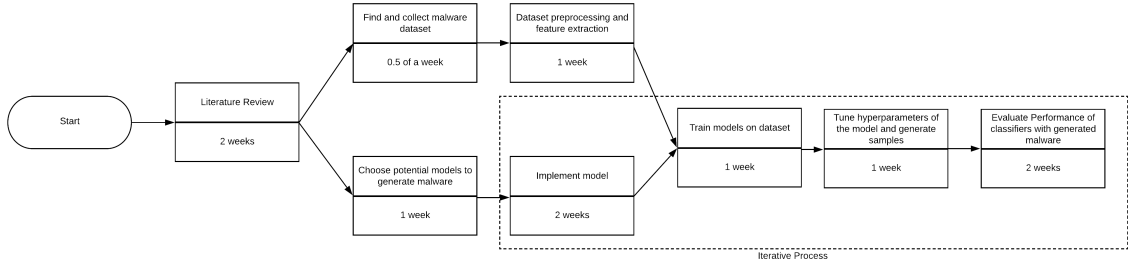 Start
Literature Review
2 weeks
Find and collect malware
dataset
0.5 of a week
Dataset preprocessing and
feature extraction
1 week
Choose potential models to
generate malware
1 week
Implement model
2 weeks
Train models on dataset
1 week
Tune hyperparameters of
the model and generate
samples
1 week
Evaluate Performance of
classifiers with generated
malware
2 weeks
Iterative Process